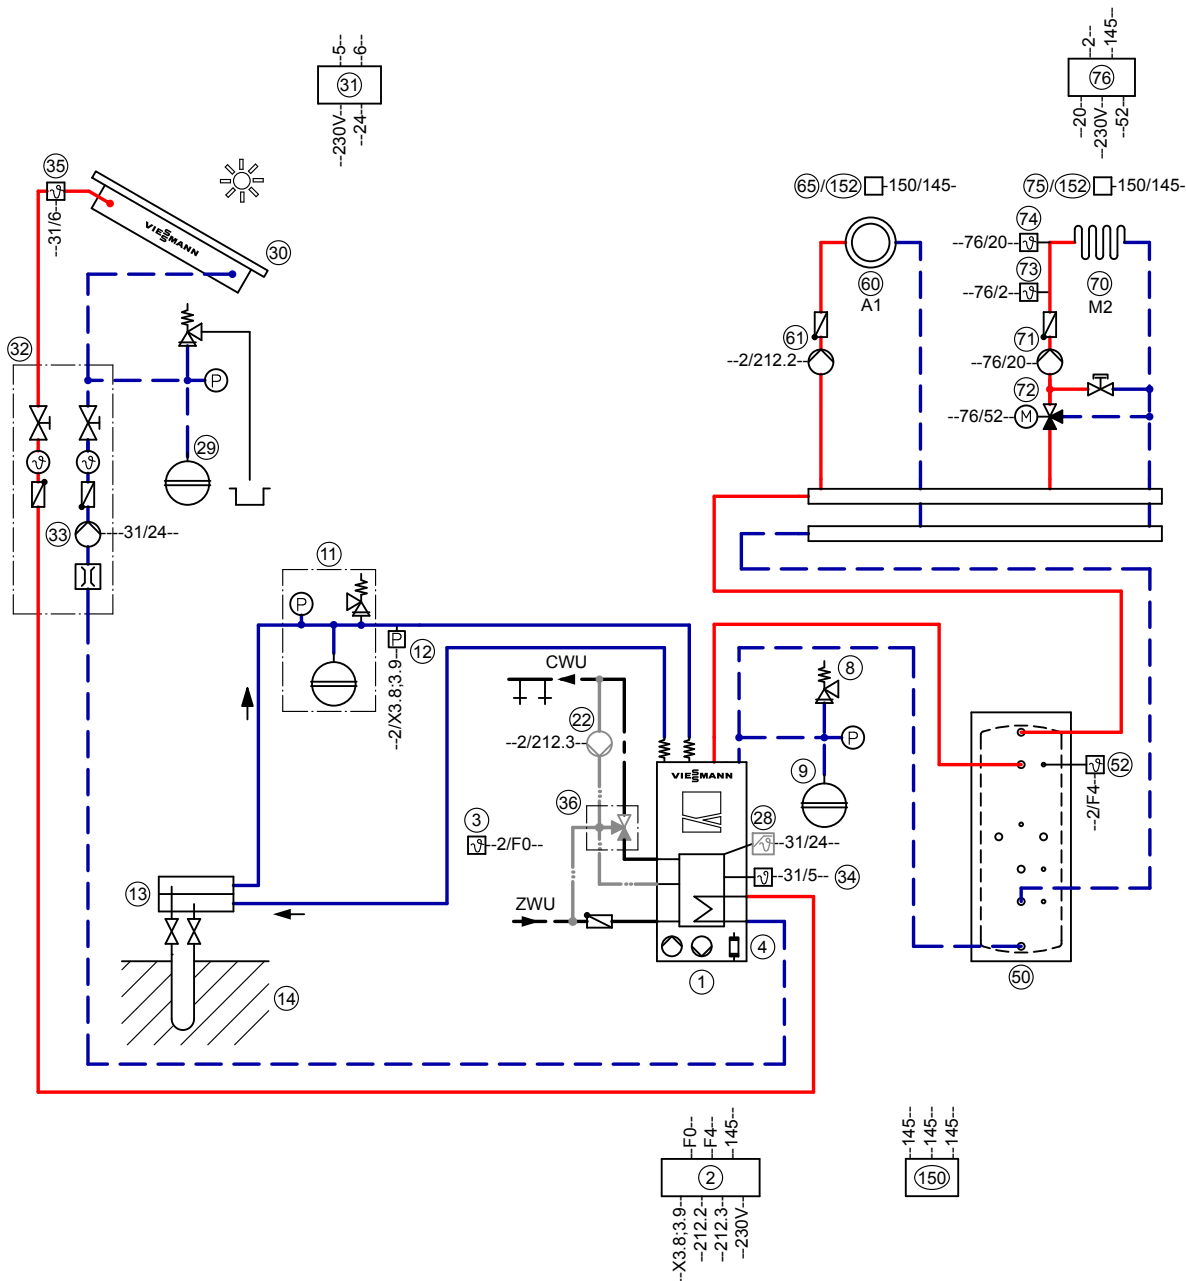 --5--
--6--
31
--230V--
--24--
--2--
--145--
76
--20--
--230V--
--52--
35
--31/6--
VIESSMANN
30
65/152 -150/145-
75/152 -150/145-
74
--76/20--
73
--76/2--
60
A1
70
M2
61
--2/212.2--
71
--76/20--
72
--76/52-- M
32
P
29
33
----31/24--
11
P
P
12
--2/X3.8;3.9--
CWU
22
--2/212.3--
8
P
9
VIESSMANN
36
3
--2/F0--
28
--31/24--
--31/5-- 34
52
--2/F4--
13
ZWU
4
1
14
50
--F0--
--F4--
--145--
2
--X3.8;3.9--
--212.2--
--212.3--
--230V--
--145--
--145--
--145--
150